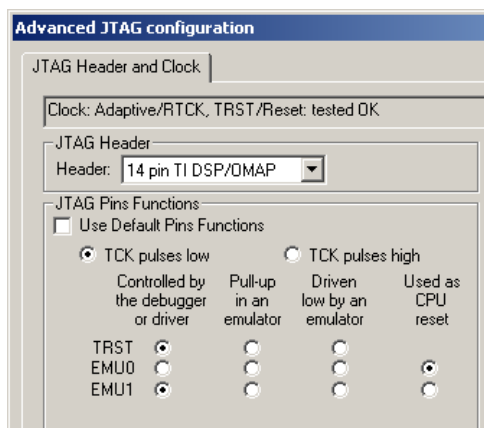 Advanced JTAG configuration
JTAG Header and Clock
Clock: Adaptive/RTCK, TRST/Reset: tested OK
JTAG Header
Header: 14 pin TI DSP/OMAP
JTAG Pins Functions
Use Default Pins Functions
TCK pulses low TCK pulses high
Controlled by Pull-up Driven Used as
the debugger in an low by an CPU
or driver emulator emulator reset
TRST
EMU0
EMU1